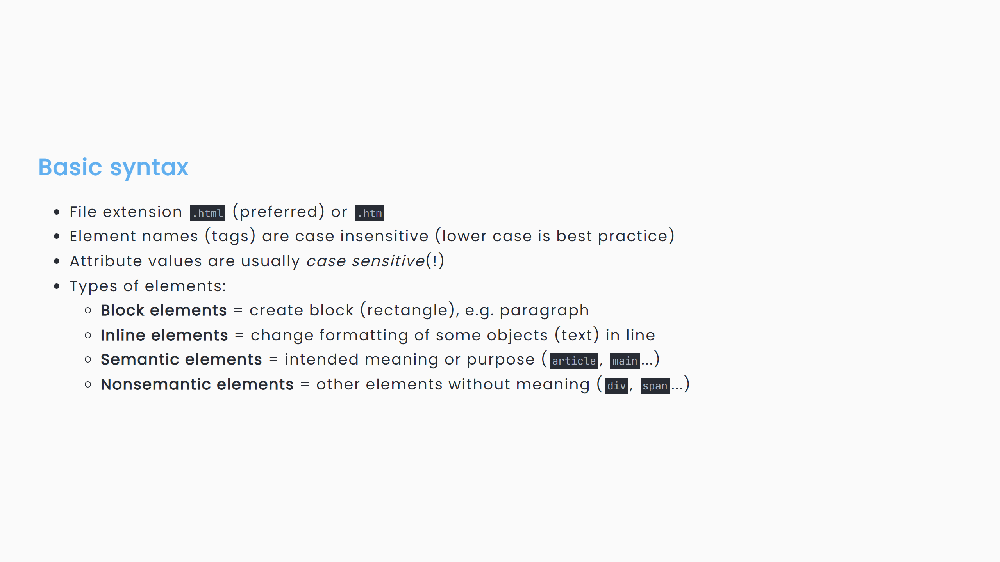 Basic syntax
File extension .html (preferred) or .htm
Element names (tags) are case insensitive (lower case is best practice)
Attribute values are usually case sensitive(!)
Types of elements:
Block elements = create block (rectangle), e.g. paragraph
Inline elements = change formatting of some objects (text) in line
Semantic elements = intended meaning or purpose (article, main...)
Nonsemantic elements = other elements without meaning (div, span...)